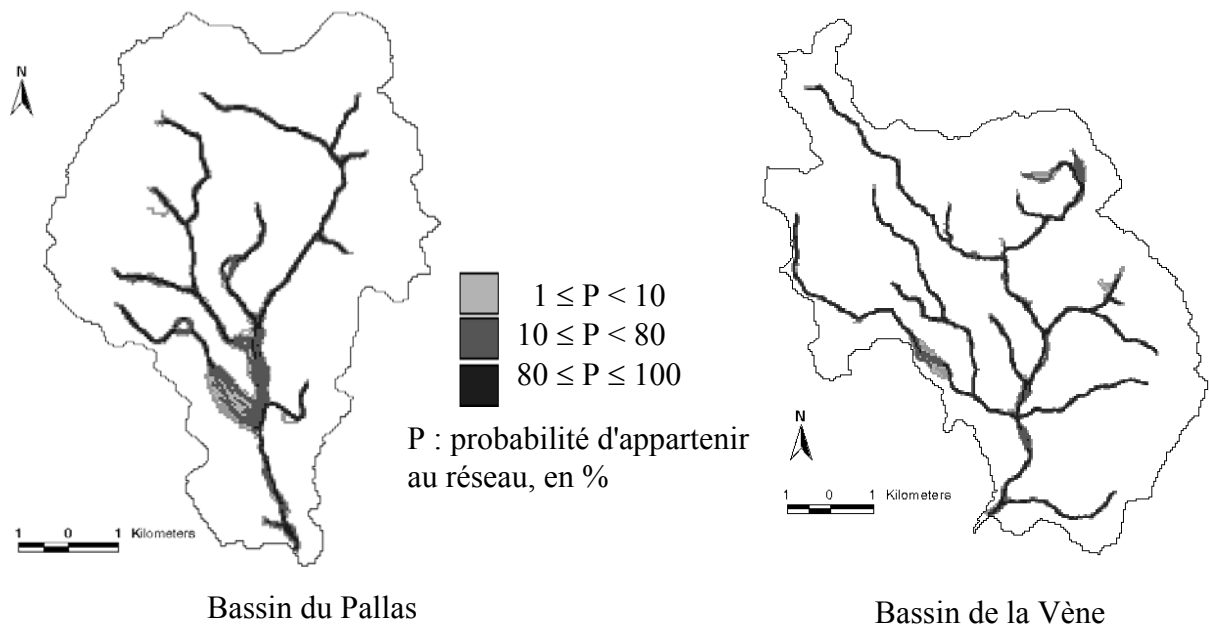 N
1 ≤ P < 10
10 ≤ P < 80
80 ≤ P ≤ 100
P : probabilité d'appartenir
au réseau, en %
1 0 1 Kilometers
Bassin du Pallas
N
1 0 1 Kilometers
Bassin de la Vène